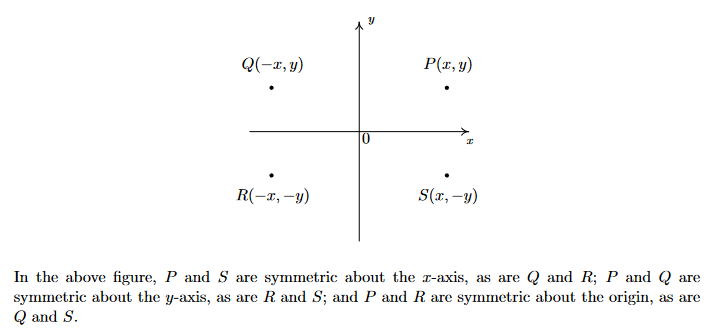 y
Q(−x, y) P(x, y)
0
x
R(−x, −y) S(x, −y)
In the above figure, P and S are symmetric about the x-axis, as are Q and R; P and Q are
symmetric about the y-axis, as are R and S; and P and R are symmetric about the origin, as are
Q and S.